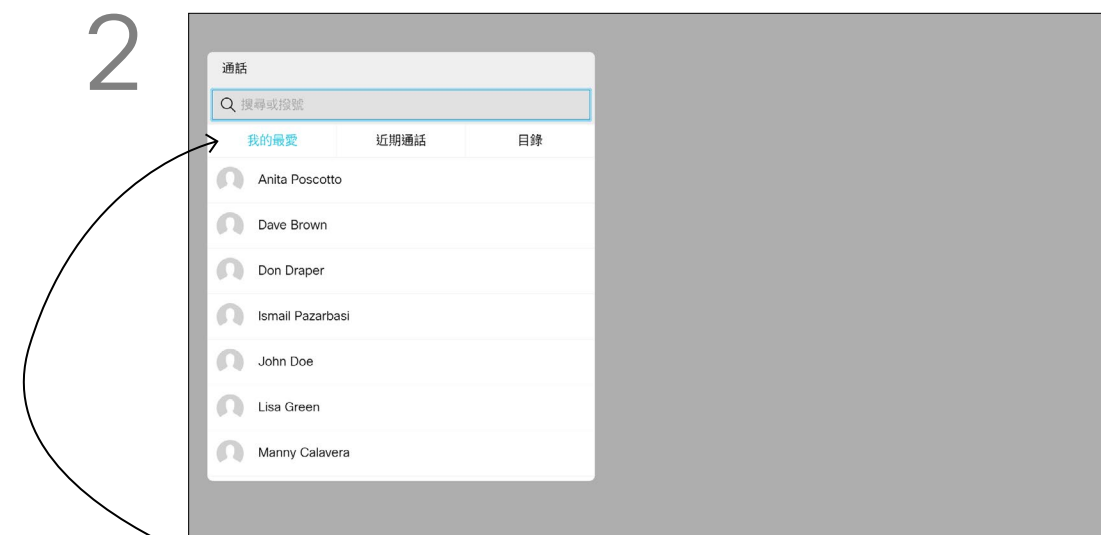 2
通話
搜尋或撥號
我的最愛 近期通話 目錄
Anita Poscotto
Dave Brown
Don Draper
Ismail Pazarbasi
John Doe
Lisa Green
Manny Calavera